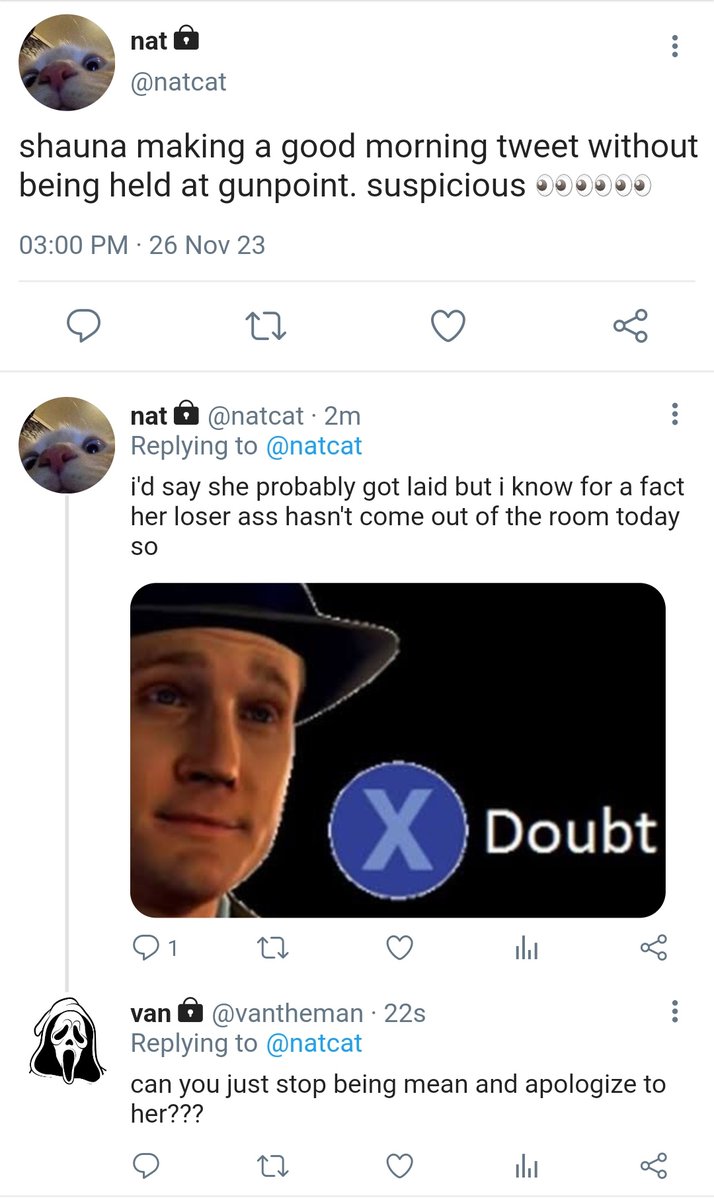 nat 🔒
@natcat
shauna making a good morning tweet without
being held at gunpoint. suspicious 👀👀👀
03:00 PM · 26 Nov 23
nat 🔒 @natcat · 2m
Replying to @natcat
i'd say she probably got laid but i know for a fact
her loser ass hasn't come out of the room today
so
X Doubt
1
van 🔒 @vantheman · 22s
Replying to @natcat
can you just stop being mean and apologize to
her???